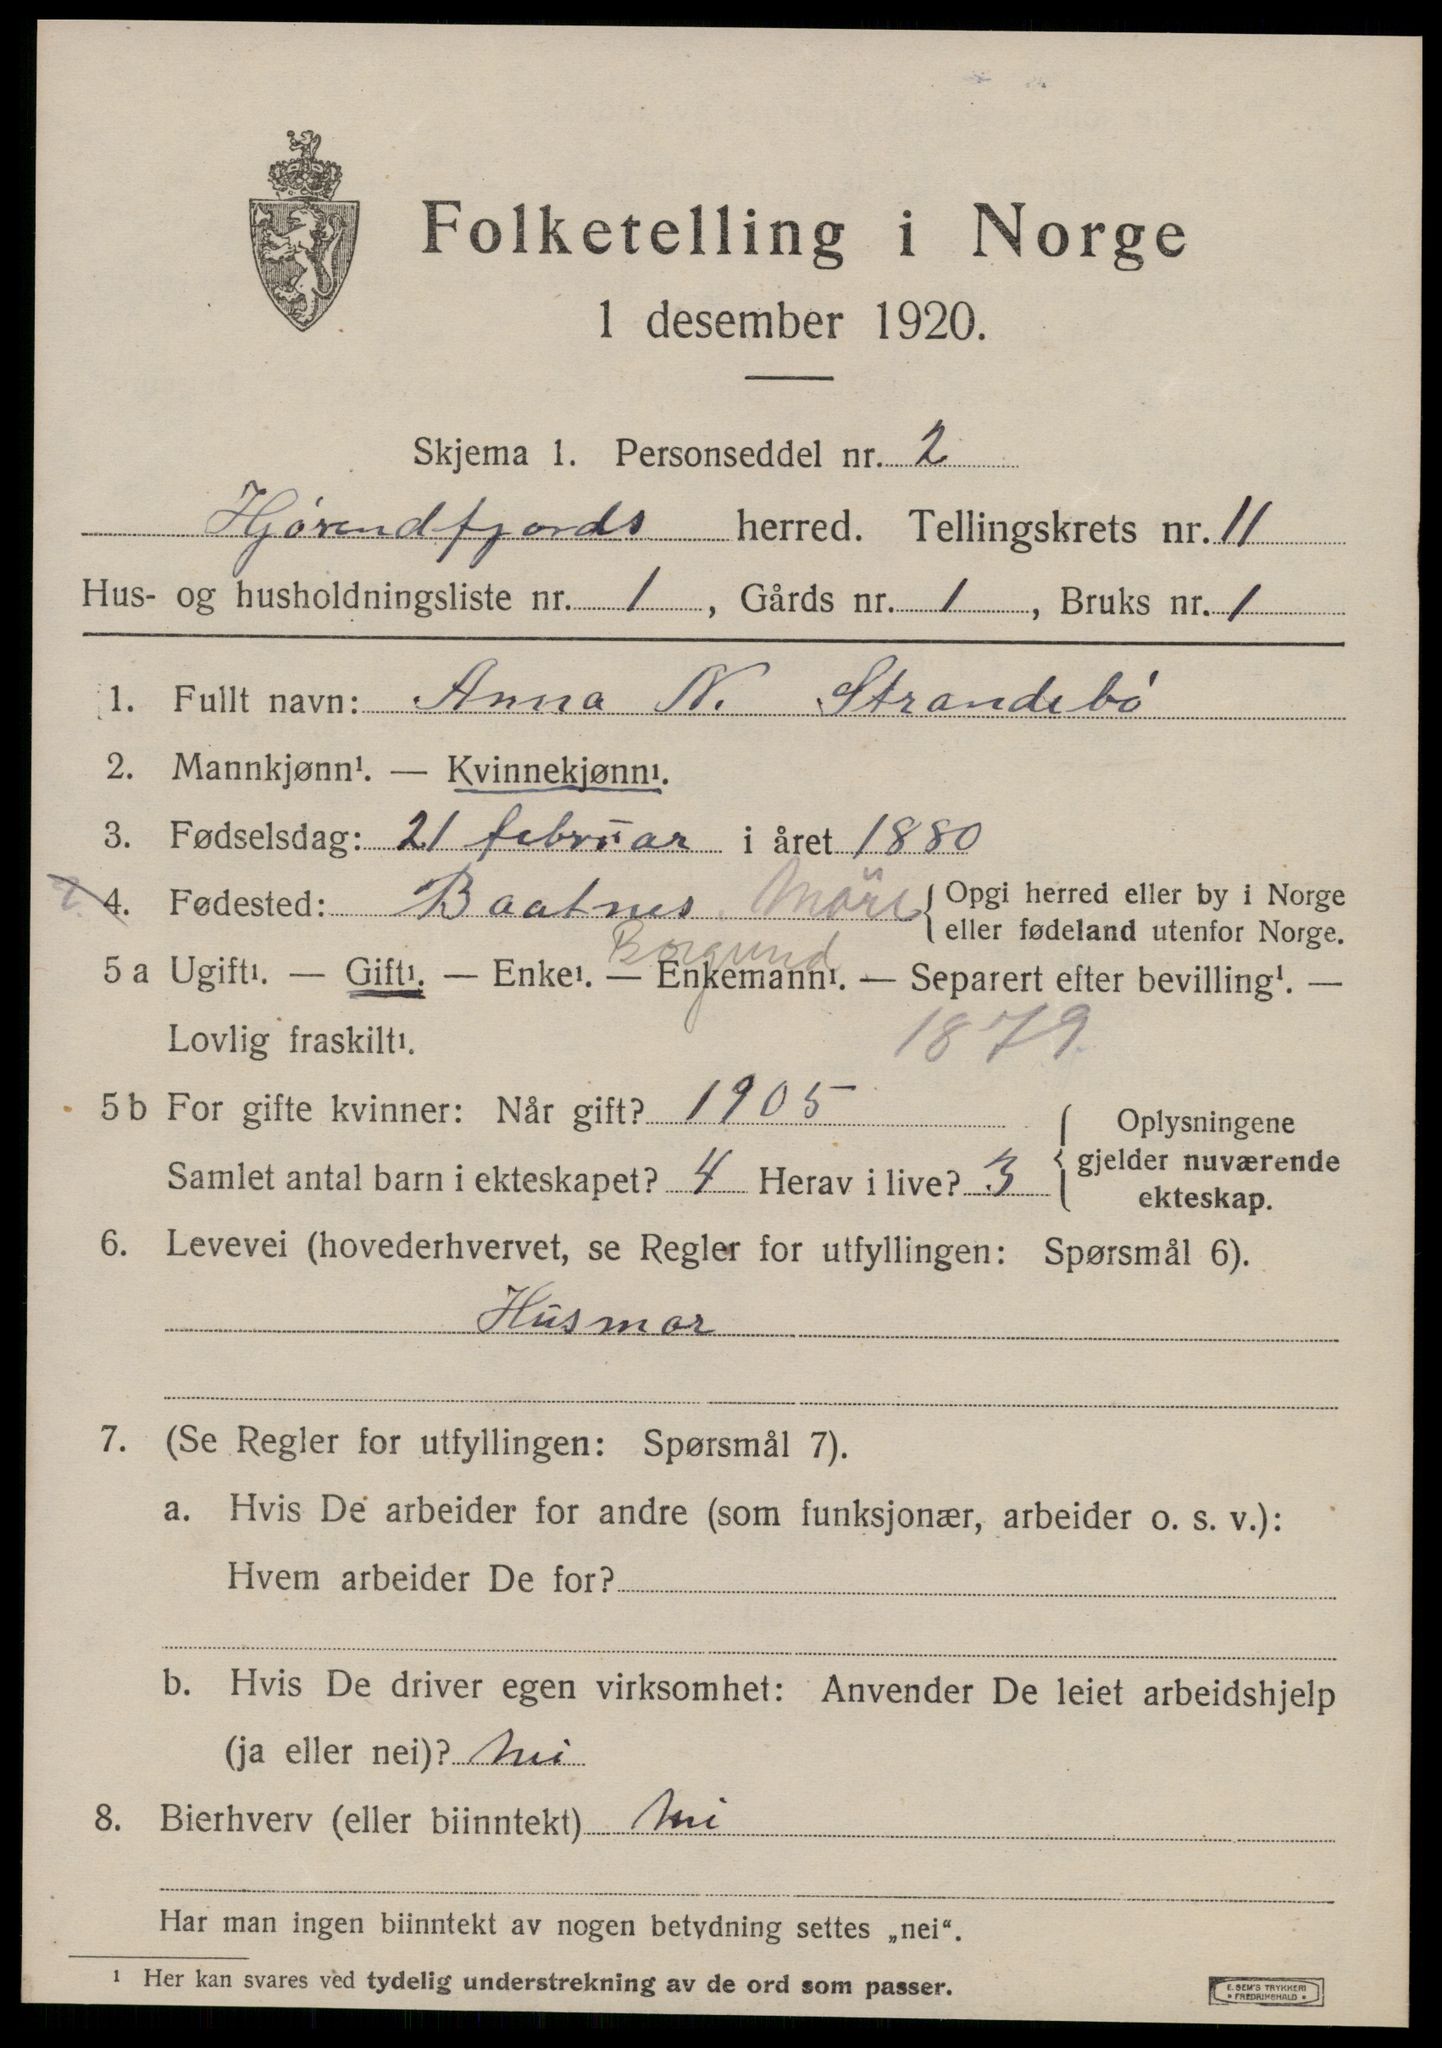 Folketelling i Norge
1 desember 1920.
Skjema 1. Personseddel nr. 2
Hjörendfjords herred. Tellingskrets nr. 11
Hus- og husholdningsliste nr. 1, Gårds nr. 1, Bruks nr. 1
1. Fullt navn: Anna N. Strandebö
2. Mannkjønn¹. — Kvinnekjønn¹.
3. Fødselsdag: 21 februar i året 1880
4. Fødested: Baatnes Möre { Opgi herred eller by i Norge
eller fødeland utenfor Norge.
Borgund
5 a Ugift¹. — Gift¹. — Enke¹. — Enkemann¹. — Separert efter bevilling¹. —
Lovlig fraskilt¹. 1879
5 b For gifte kvinner: Når gift? 1905
Samlet antal barn i ekteskapet? 4 Herav i live? 3
{ Oplysningene
gjelder nuværende
ekteskap.
6. Levevei (hovederhvervet, se Regler for utfyllingen: Spørsmål 6).
Husmor
7. (Se Regler for utfyllingen: Spørsmål 7).
a. Hvis De arbeider for andre (som funksjonær, arbeider o. s. v.):
Hvem arbeider De for?
b. Hvis De driver egen virksomhet: Anvender De leiet arbeidshjelp
(ja eller nei)? Nei
8. Bierhverv (eller biinntekt) Nei
Har man ingen biinntekt av nogen betydning settes „nei“.
¹ Her kan svares ved tydelig understrekning av de ord som passer.
E. SEM'S TRYKKERI
• FREDRIKSHALD •